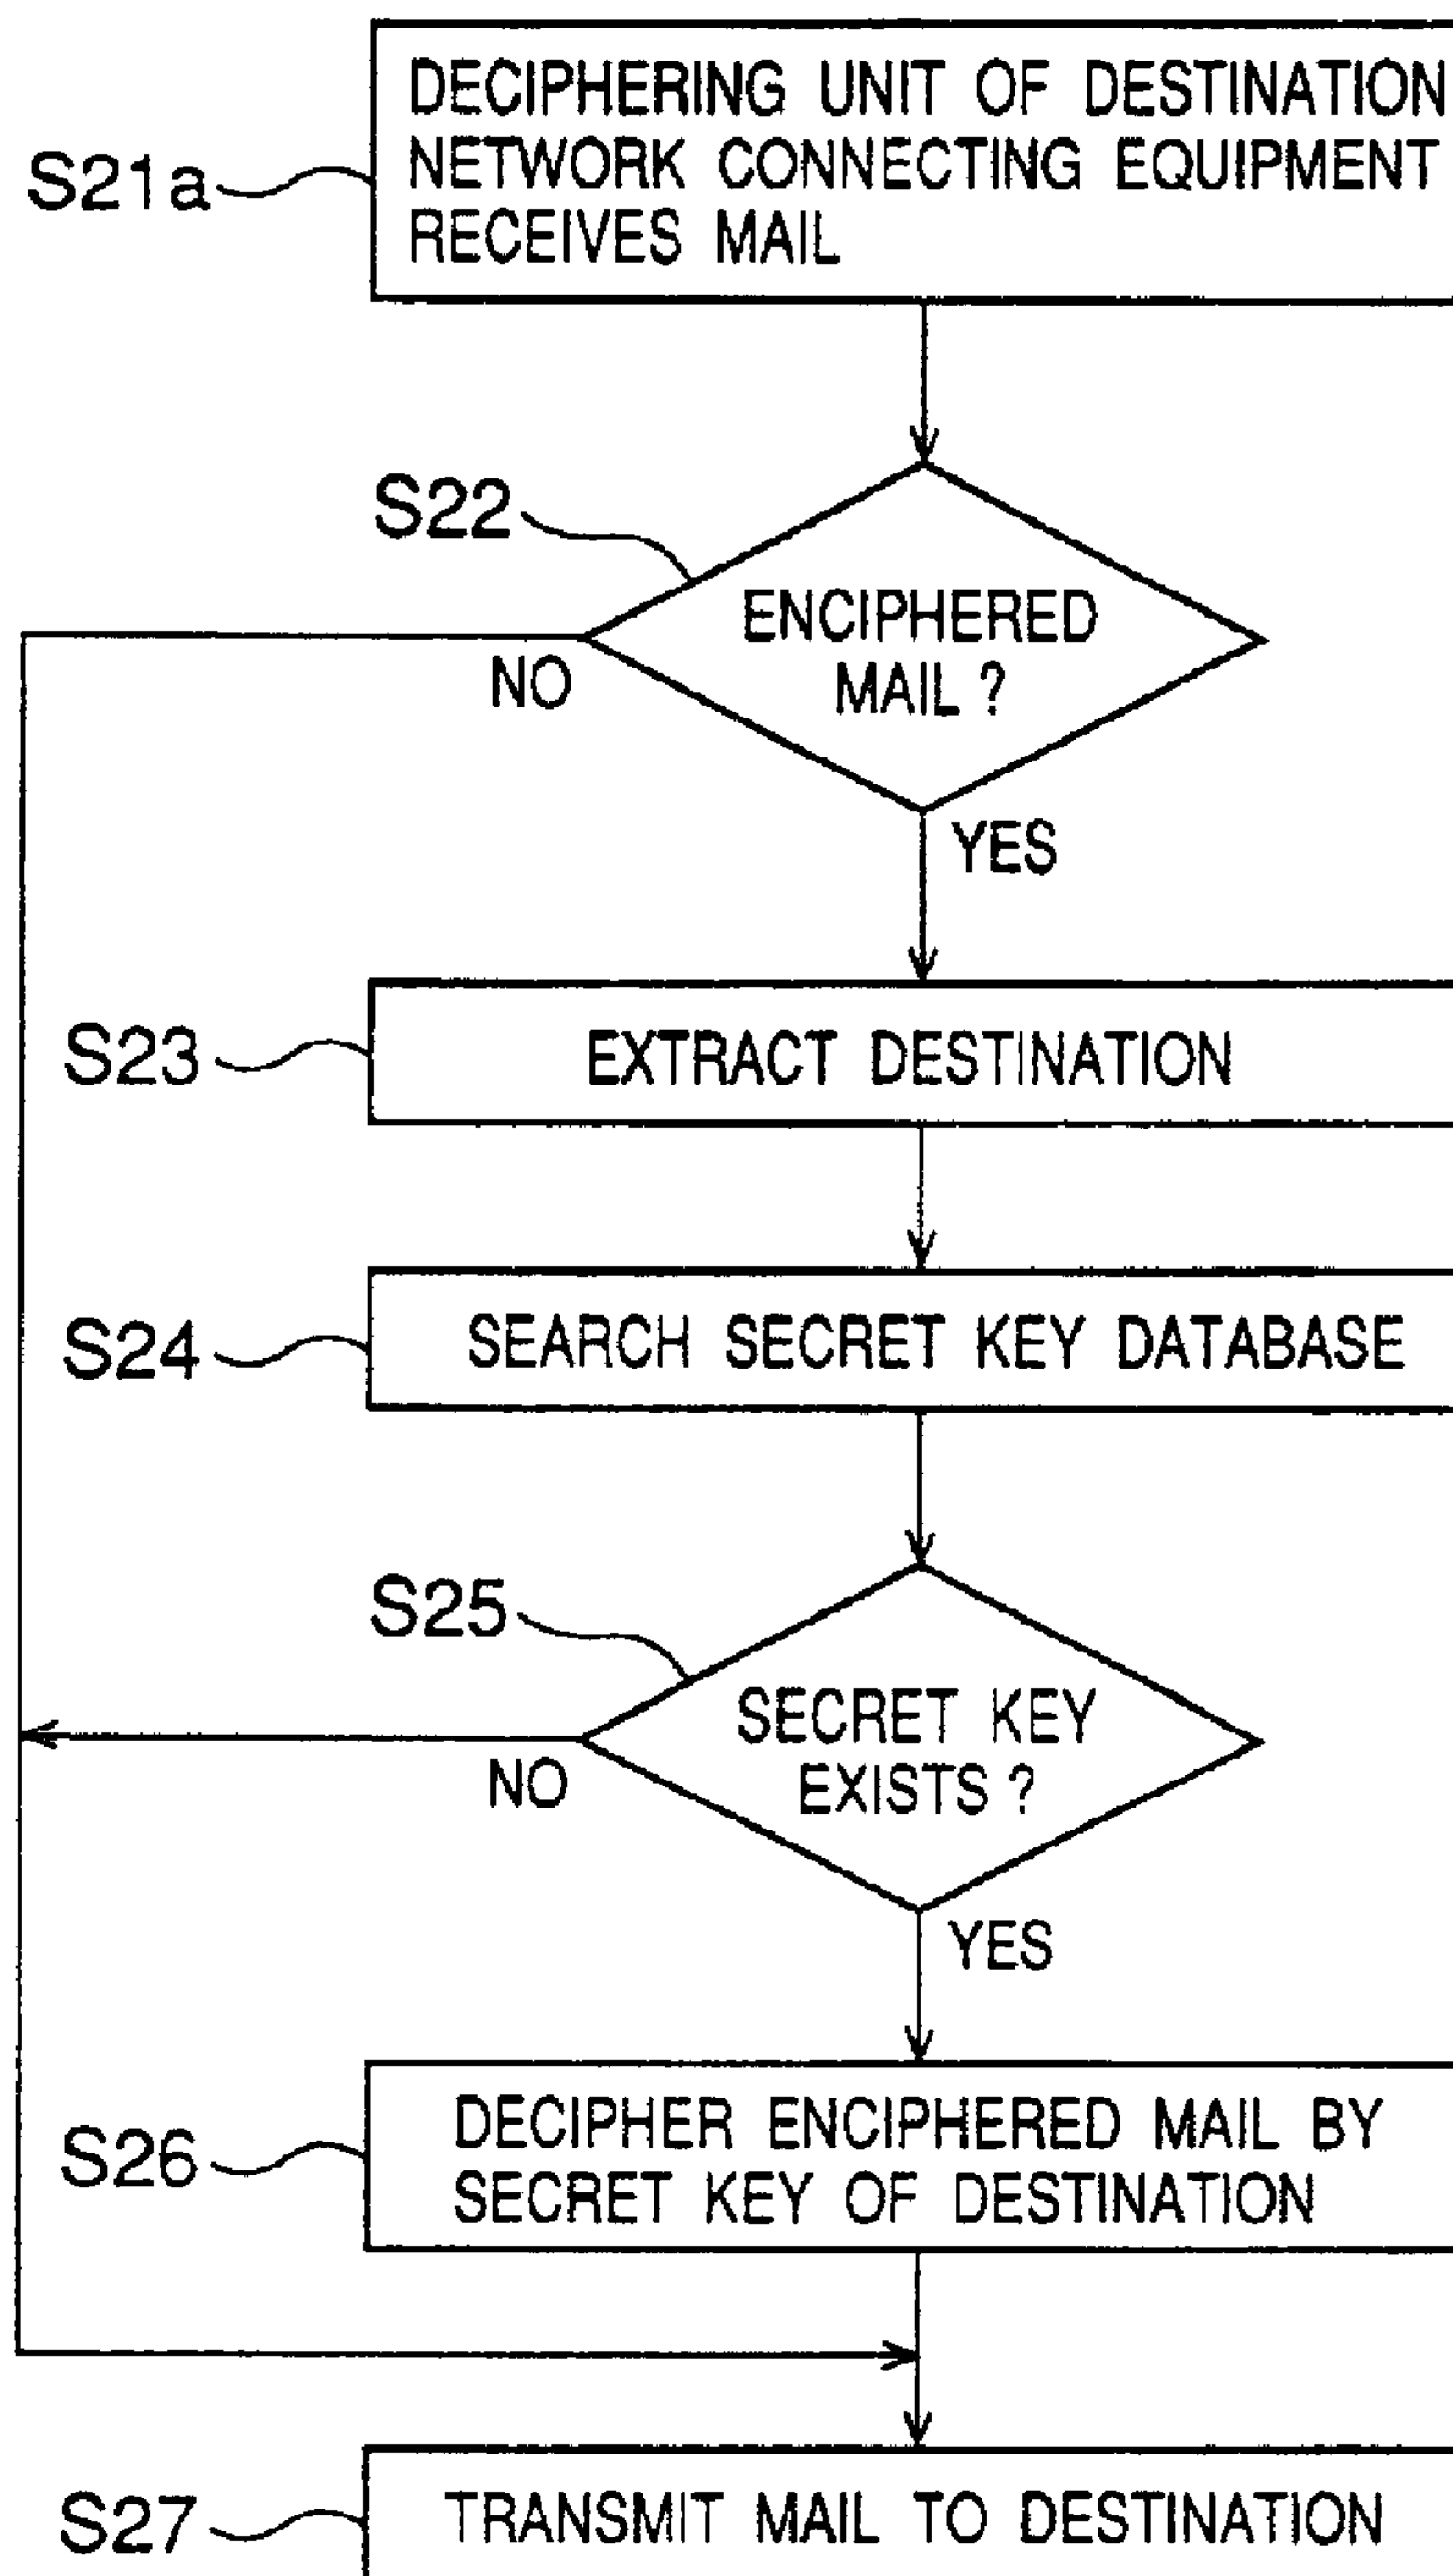 DECIPHERING UNIT OF DESTINATION
NETWORK CONNECTING EQUIPMENT
RECEIVES MAIL
S21a
S22
ENCIPHERED
MAIL ?
NO
YES
S23
EXTRACT DESTINATION
S24
SEARCH SECRET KEY DATABASE
S25
SECRET KEY
EXISTS ?
NO
YES
S26
DECIPHER ENCIPHERED MAIL BY
SECRET KEY OF DESTINATION
S27
TRANSMIT MAIL TO DESTINATION